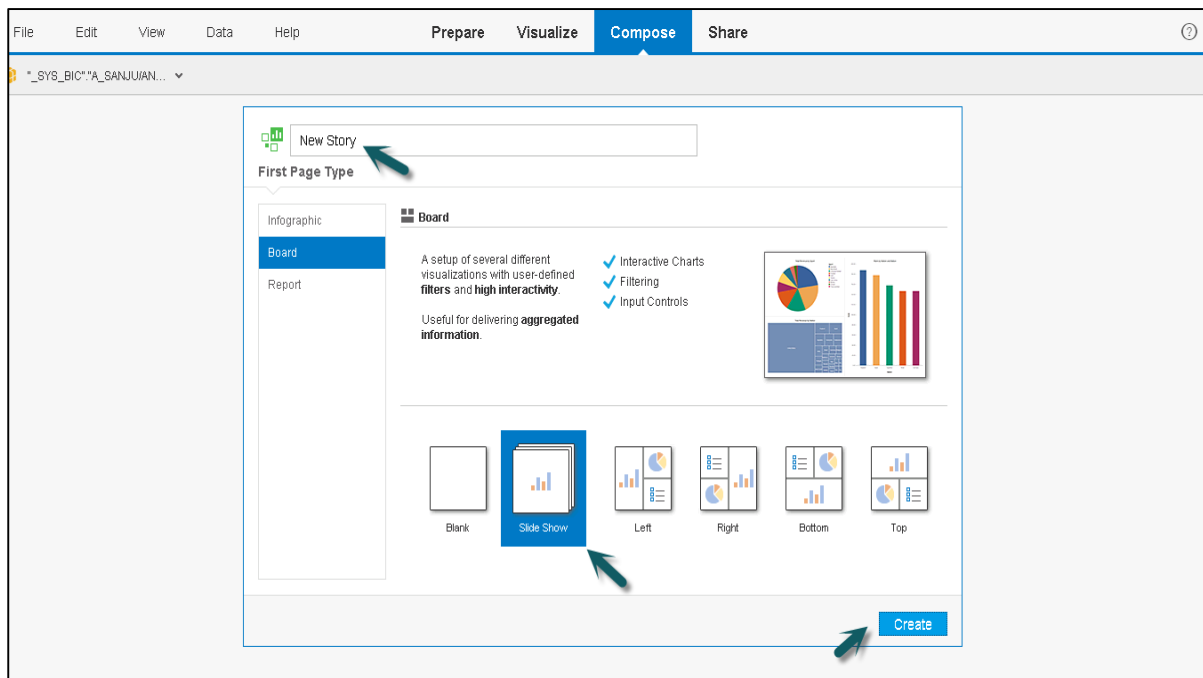 File Edit View Data Help Prepare Visualize Compose Share ?
"_SYS_BIC"."A_SANJU/AN...
New Story
First Page Type
Infographic
Board
Report
Board
A setup of several different
visualizations with user-defined
filters and high interactivity.
Useful for delivering aggregated
information.
Interactive Charts
Filtering
Input Controls
Blank Slide Show Left Right Bottom Top
Create